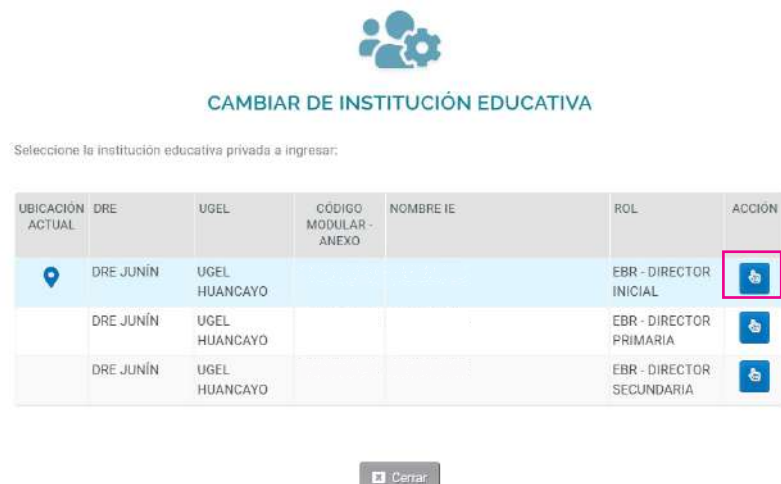 CAMBIAR DE INSTITUCIÓN EDUCATIVA
Seleccione la institución educativa privada a ingresar:
UBICACIÓN ACTUAL DRE UGEL CÓDIGO MODULAR - ANEXO NOMBRE IE ROL ACCIÓN
DRE JUNÍN UGEL HUANCAYO EBR - DIRECTOR INICIAL
DRE JUNÍN UGEL HUANCAYO EBR - DIRECTOR PRIMARIA
DRE JUNÍN UGEL HUANCAYO EBR - DIRECTOR SECUNDARIA
Cerrar